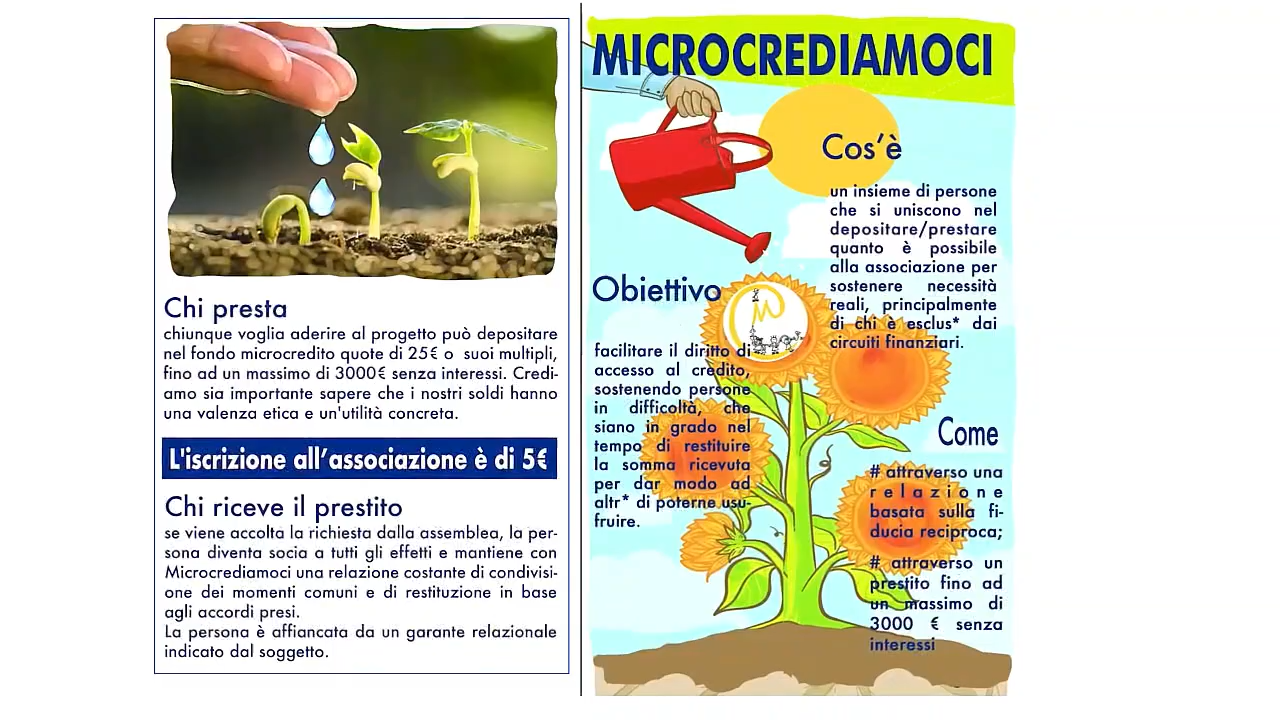 Chi presta
chiunque voglia aderire al progetto può depositare
nel fondo microcredito quote di 25€ o suoi multipli,
fino ad un massimo di 3000€ senza interessi. Credi-
amo sia importante sapere che i nostri soldi hanno
una valenza etica e un'utilità concreta.
L'iscrizione all'associazione è di 5€
Chi riceve il prestito
se viene accolta la richiesta dalla assemblea, la per-
sona diventa socia a tutti gli effetti e mantiene con
Microcrediamoci una relazione costante di condivisi-
one dei momenti comuni e di restituzione in base
agli accordi presi.
La persona è affiancata da un garante relazionale
indicato dal soggetto.
MICROCREDIAMOCI
Cos'è
un insieme di persone
che si uniscono nel
depositare/prestare
quanto è possibile
alla associazione per
sostenere necessità
reali, principalmente
di chi è esclus* dai
circuiti finanziari.
Obiettivo
facilitare il diritto di
accesso al credito,
sostenendo persone
in difficoltà, che
siano in grado nel
tempo di restituire
la somma ricevuta
per dar modo ad
altr* di poterne usu-
fruire.
Come
# attraverso una
relazione
basata sulla fi-
ducia reciproca;
# attraverso un
prestito fino ad
un massimo di
3000 € senza
interessi